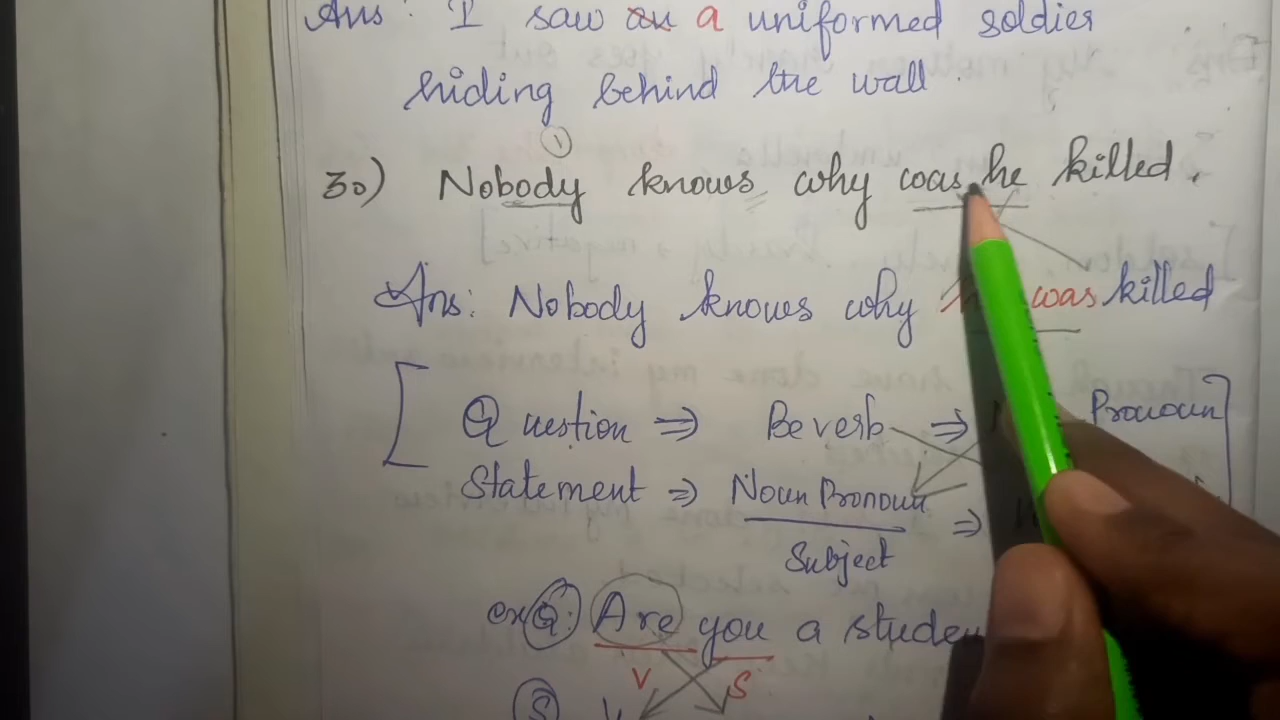 Ans: I saw an a uniformed soldier
hiding behind the wall.
1
30) Nobody knows why was he killed.
Ans: Nobody knows why was killed
Question ⇒ Be verb ⇒ Pronoun
Statement ⇒ Noun Pronoun ⇒
Subject
ex Q: Are you a
V S
S